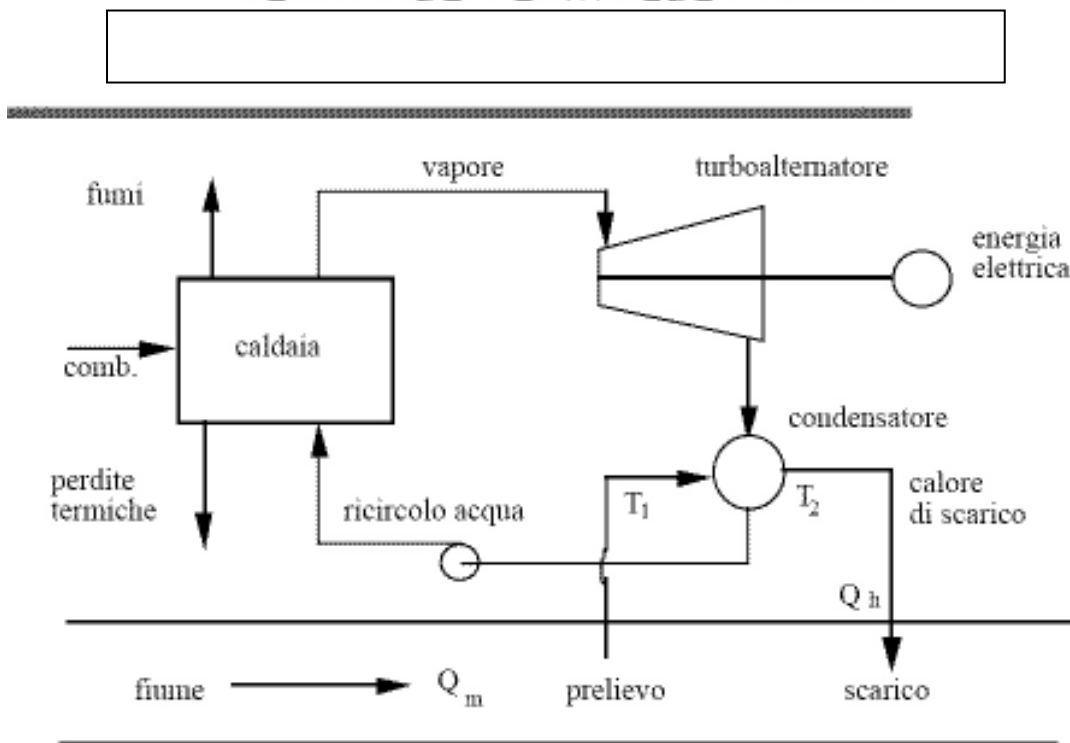 vapore
turboalternatore
fumi
energia
elettrica
caldaia
comb.
condensatore
perdite
termiche
ricircolo acqua
T1
T2
calore
di scarico
Q h
fiume
Q m
prelievo
scarico